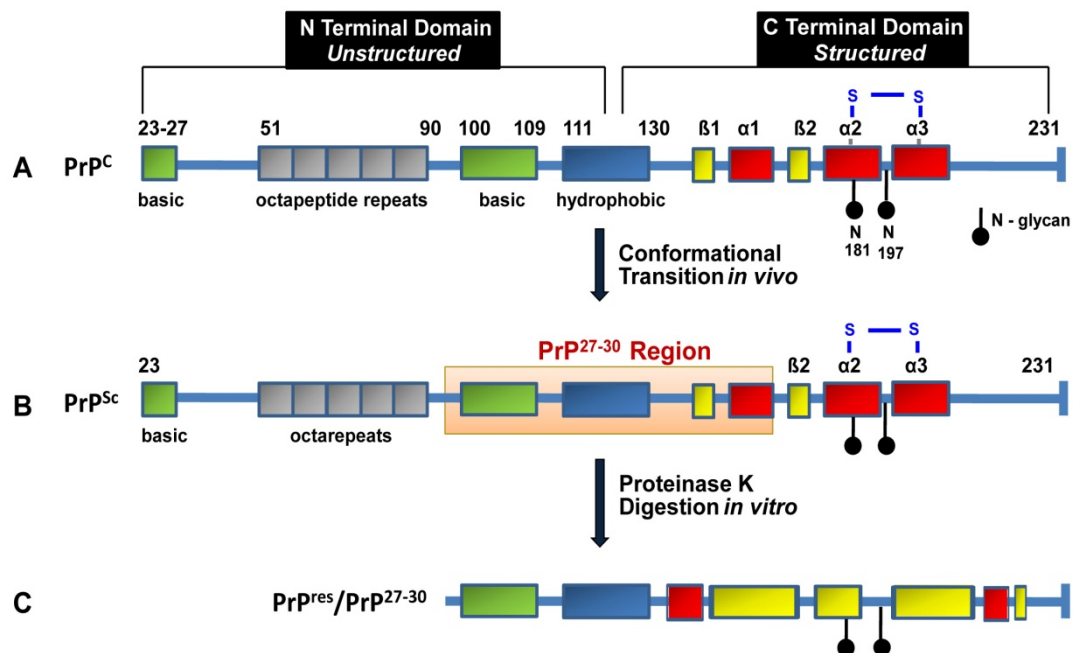 N Terminal Domain
Unstructured
C Terminal Domain
Structured
S S
23-27 51 90 100 109 111 130 ß1 α1 ß2 α2 α3 231
A PrPᶜ
basic octapeptide repeats basic hydrophobic
N N
181 197
N - glycan
Conformational
Transition in vivo
S S
PrP²⁷⁻³⁰ Region
23 ß2 α2 α3 231
B PrPˢᶜ
basic octarepeats
Proteinase K
Digestion in vitro
C PrPʳᵉˢ/PrP²⁷⁻³⁰